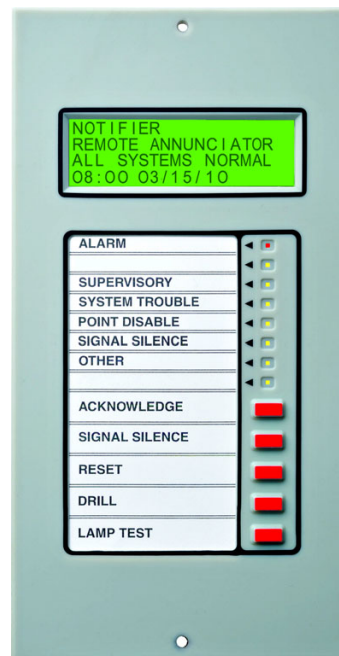 NOTIFIER
REMOTE ANNUNCIATOR
ALL SYSTEMS NORMAL
08:00 03/15/10
ALARM
SUPERVISORY
SYSTEM TROUBLE
POINT DISABLE
SIGNAL SILENCE
OTHER
ACKNOWLEDGE
SIGNAL SILENCE
RESET
DRILL
LAMP TEST